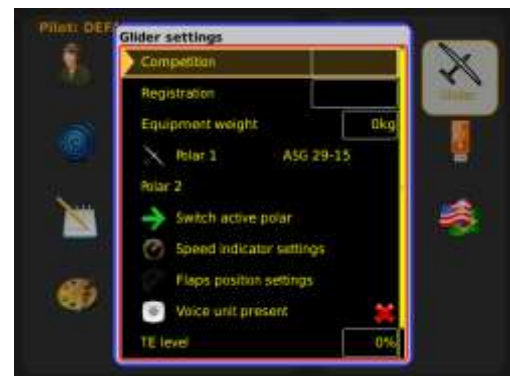 Pilot: DEF
Glider settings
Competition
Registration
Equipment weight 0kg
Polar 1 ASG 29-15
Polar 2
Switch active polar
Speed indicator settings
Flaps position settings
Voice unit present
TE level 0%
Glider